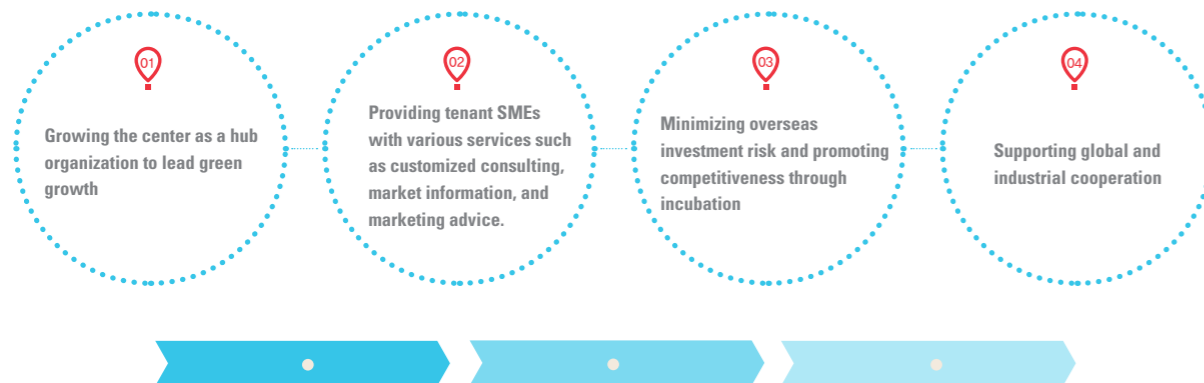 01
Growing the center as a hub
organization to lead green
growth
02
Providing tenant SMEs
with various services such
as customized consulting,
market information, and
marketing advice.
03
Minimizing overseas
investment risk and promoting
competitiveness through
incubation
04
Supporting global and
industrial cooperation